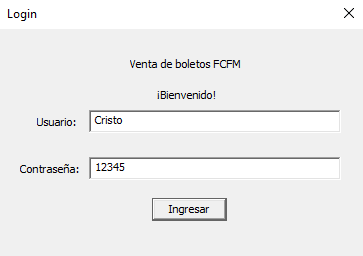 Login
Venta de boletos FCFM
¡Bienvenido!
Usuario: Cristo
Contraseña: 12345
Ingresar